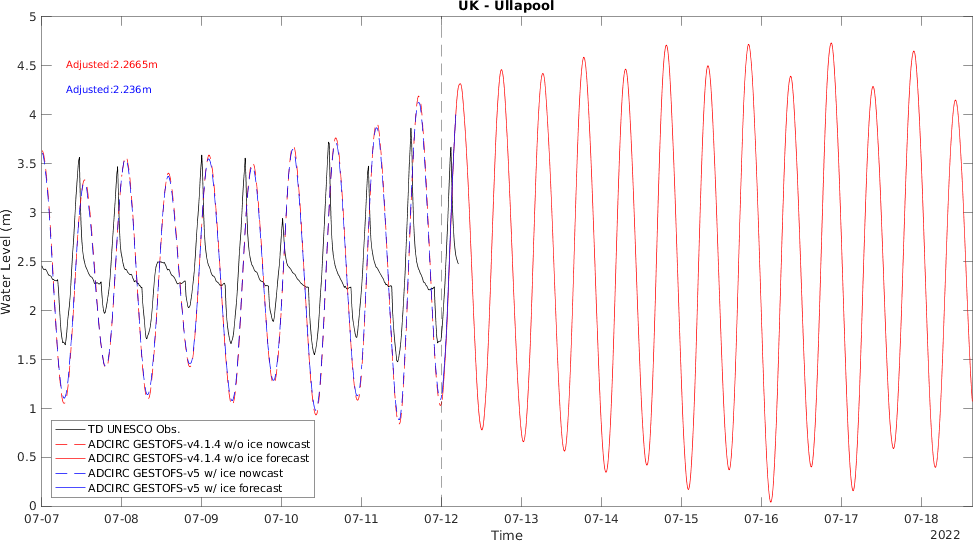 UK - Ullapool
Adjusted:2.2665m
Adjusted:2.236m
Water Level (m)
5
4.5
4
3.5
3
2.5
2
1.5
1
0.5
0
TD UNESCO Obs.
ADCIRC GESTOFS-v4.1.4 w/o ice nowcast
ADCIRC GESTOFS-v4.1.4 w/o ice forecast
ADCIRC GESTOFS-v5 w/ ice nowcast
ADCIRC GESTOFS-v5 w/ ice forecast
07-07 07-08 07-09 07-10 07-11 07-12 07-13 07-14 07-15 07-16 07-17 07-18
Time
2022